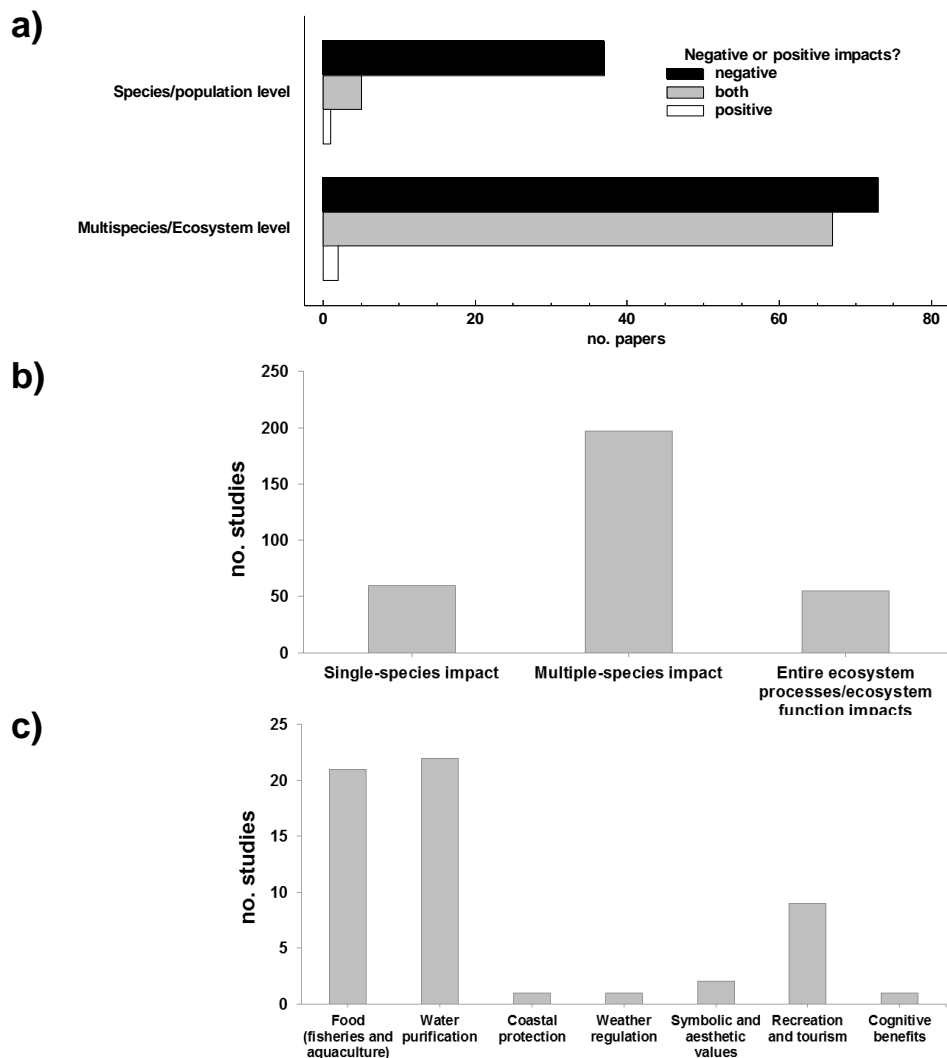 a)
Negative or positive impacts?
negative
both
positive
Species/population level
Multispecies/Ecosystem level
0 20 40 60 80
no. papers
b)
250
200
150
100
50
0
no. studies
Single-species impact
Multiple-species impact
Entire ecosystem
processes/ecosystem
function impacts
c)
25
20
15
10
5
0
no. studies
Food
(fisheries and
aquaculture)
Water
purification
Coastal
protection
Weather
regulation
Symbolic and
aesthetic
values
Recreation
and tourism
Cognitive
benefits